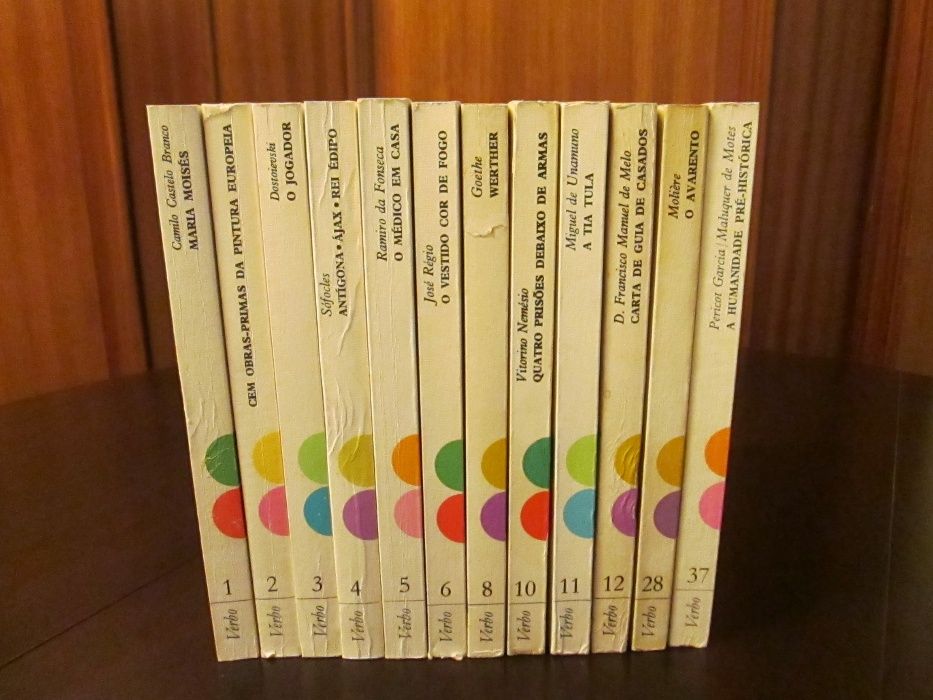 Camilo Castelo Branco
MARIA MOISÉS
1
Verbo
CEM OBRAS-PRIMAS DA PINTURA EUROPEIA
2
Verbo
Dostoievski
O JOGADOR
3
Verbo
Sófocles
ANTÍGONA • ÁJAX • REI ÉDIPO
4
Verbo
Ramiro da Fonseca
O MÉDICO EM CASA
5
Verbo
José Régio
O VESTIDO COR DE FOGO
6
Verbo
Goethe
WERTHER
8
Verbo
Vitorino Nemésio
QUATRO PRISÕES DEBAIXO DE ARMAS
10
Verbo
Miguel de Unamuno
A TIA TULA
11
Verbo
D. Francisco Manuel de Melo
CARTA DE GUIA DE CASADOS
12
Verbo
Molière
O AVARENTO
28
Verbo
Pericot Garcia/Maluquer de Motes
A HUMANIDADE PRÉ-HISTÓRICA
37
Verbo